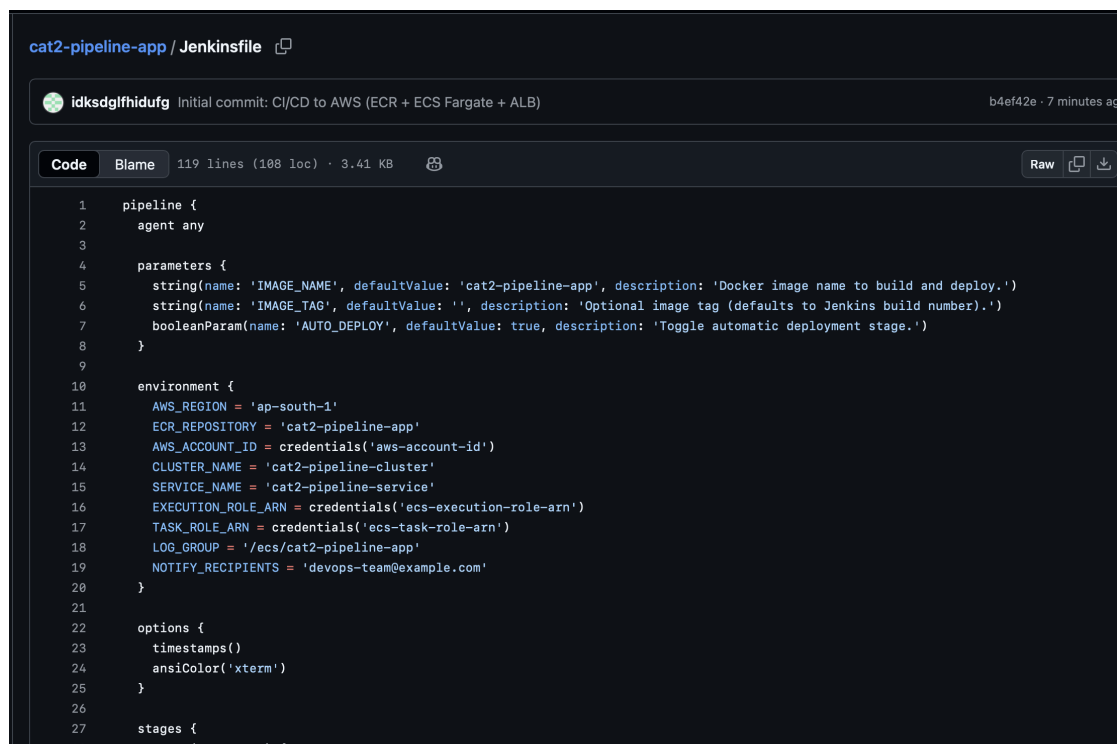 cat2-pipeline-app / Jenkinsfile
idksdglfhidufg Initial commit: CI/CD to AWS (ECR + ECS Fargate + ALB) b4ef42e · 7 minutes ag
Code Blame 119 lines (108 loc) · 3.41 KB Raw
1 pipeline {
2   agent any
3
4   parameters {
5     string(name: 'IMAGE_NAME', defaultValue: 'cat2-pipeline-app', description: 'Docker image name to build and deploy.')
6     string(name: 'IMAGE_TAG', defaultValue: '', description: 'Optional image tag (defaults to Jenkins build number).')
7     booleanParam(name: 'AUTO_DEPLOY', defaultValue: true, description: 'Toggle automatic deployment stage.')
8   }
9
10   environment {
11     AWS_REGION = 'ap-south-1'
12     ECR_REPOSITORY = 'cat2-pipeline-app'
13     AWS_ACCOUNT_ID = credentials('aws-account-id')
14     CLUSTER_NAME = 'cat2-pipeline-cluster'
15     SERVICE_NAME = 'cat2-pipeline-service'
16     EXECUTION_ROLE_ARN = credentials('ecs-execution-role-arn')
17     TASK_ROLE_ARN = credentials('ecs-task-role-arn')
18     LOG_GROUP = '/ecs/cat2-pipeline-app'
19     NOTIFY_RECIPIENTS = 'devops-team@example.com'
20   }
21
22   options {
23     timestamps()
24     ansiColor('xterm')
25   }
26
27   stages {